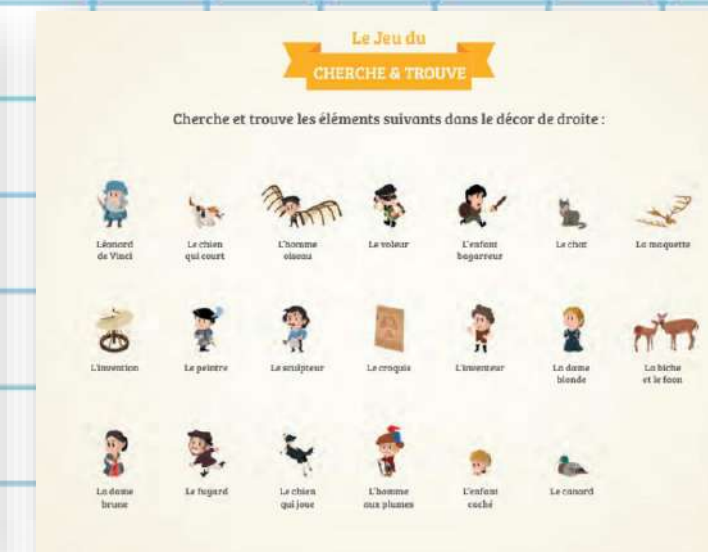 Le Jeu du
CHERCHE & TROUVE
Cherche et trouve les éléments suivants dans le décor de droite :
Léonard
de Vinci
Le chien
qui court
L'homme
oiseau
Le voleur
L'enfant
bagarreur
Le chat
La maquette
L'invention
Le peintre
Le sculpteur
Le croquis
L'inventeur
La dame
blonde
La biche
et le faon
La dame
brune
Le fuyard
Le chien
qui joue
L'homme
aux plumes
L'enfant
caché
Le canard